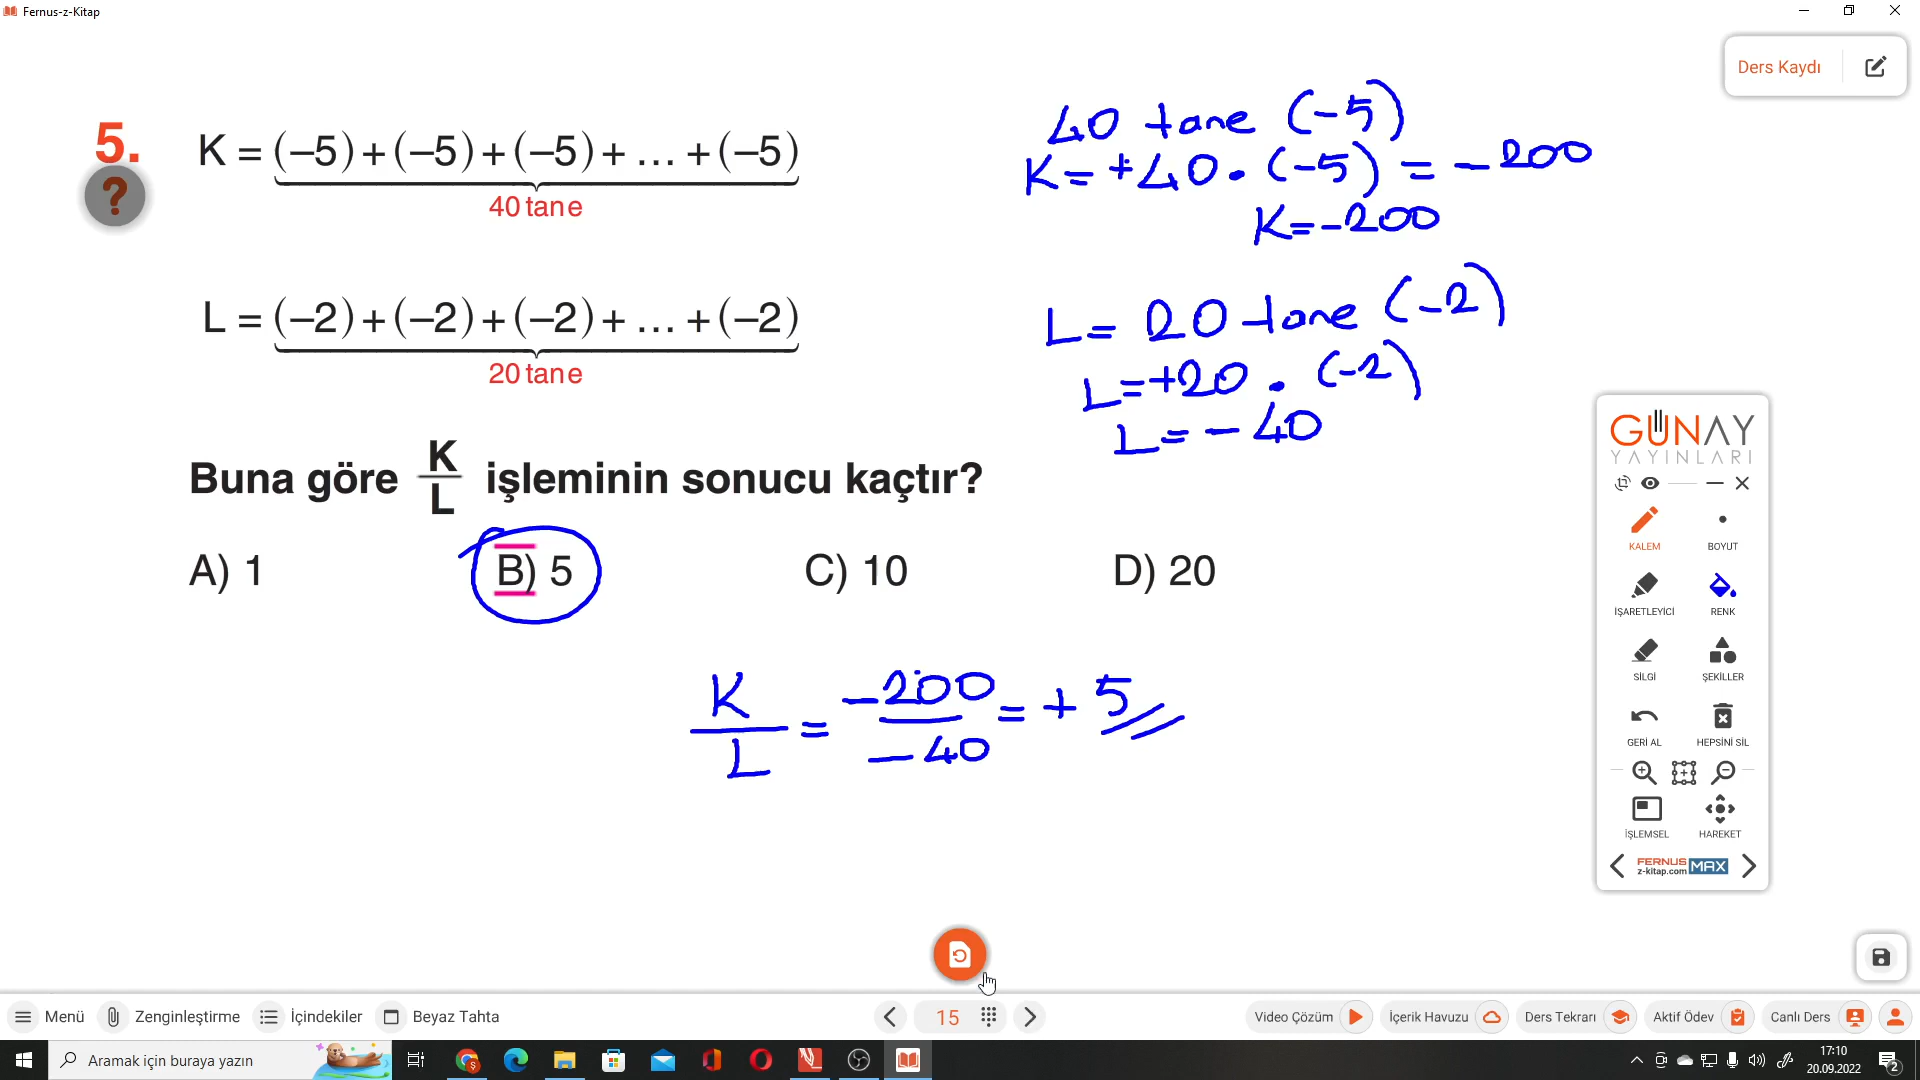 Fernus-z-Kitap
Ders Kaydı
5.
?
K = (–5) + (–5) + (–5) + ... + (–5)
40 tane
L = (–2) + (–2) + (–2) + ... + (–2)
20 tane
Buna göre K/L işleminin sonucu kaçtır?
A) 1
B) 5
C) 10
D) 20
40 tane (-5)
K = +40 . (-5) = -200
K = -200
L = 20 tane (-2)
L = +20 . (-2)
L = -40
K/L = -200/-40 = +5
GÜNAY
YAYINLARI
KALEM
BOYUT
İŞARETLEYİCİ
RENK
SİLGİ
ŞEKİLLER
GERİ AL
HEPSİNİ SİL
İŞLEMSEL
HAREKET
FERNUS
z-kitap.com
MAX
Menü
Zenginleştirme
İçindekiler
Beyaz Tahta
15
Video Çözüm
İçerik Havuzu
Ders Tekrarı
Aktif Ödev
Canlı Ders
Aramak için buraya yazın
17:10
20.09.2022
2